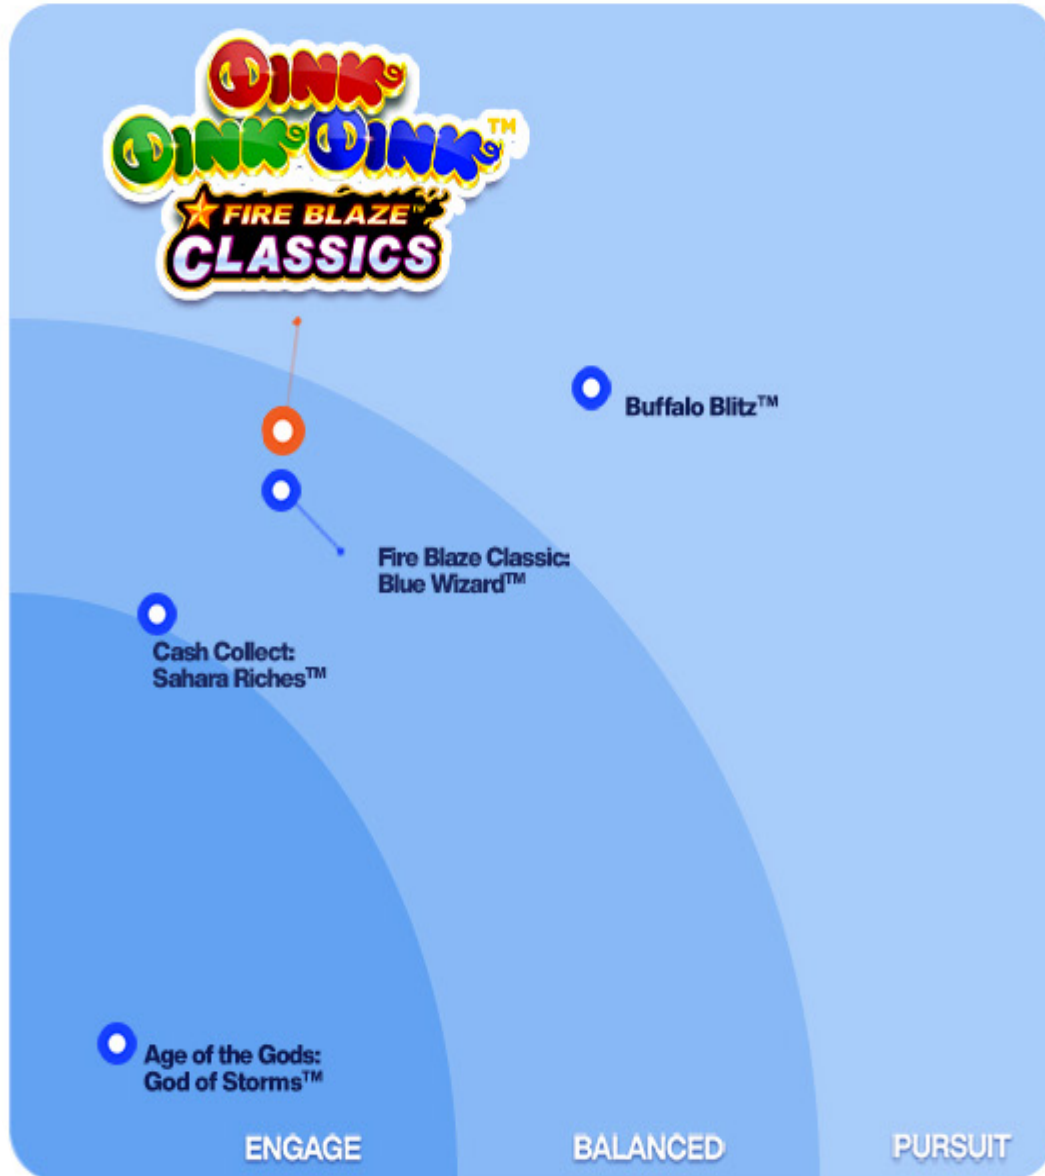 OINK
OINK OINK™
FIRE BLAZE™
CLASSICS
Buffalo Blitz™
Fire Blaze Classic:
Blue Wizard™
Cash Collect:
Sahara Riches™
Age of the Gods:
God of Storms™
ENGAGE
BALANCED
PURSUIT